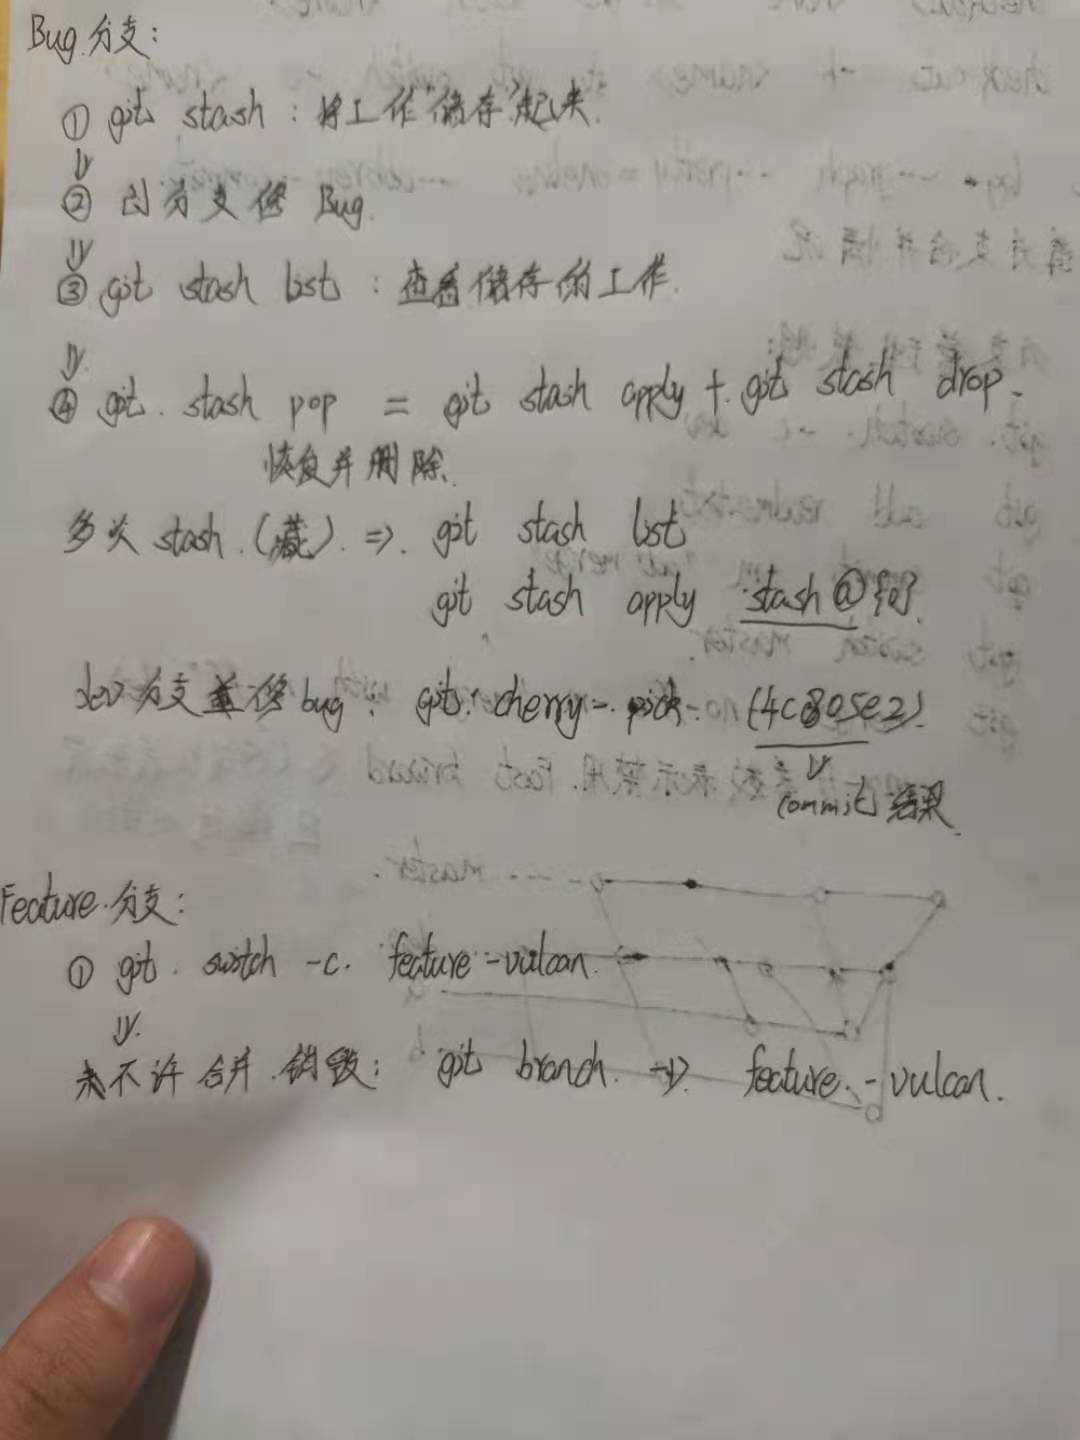 Bug 分支:
① git stash : 将工作“储存”起来.
② 创分支修 Bug.
③ git stash list : 查看储存的工作.
④ git stash pop = git stash apply + git stash drop.
恢复并删除.
多次 stash (藏) => git stash list
git stash apply stash@{0}.
dev 分支重修 bug : git cherry-pick (4c805e2).
commit 结果.
Feature 分支:
① git switch -c feature-vulcan.
未不许合并 销毁: git branch -D feature-vulcan.